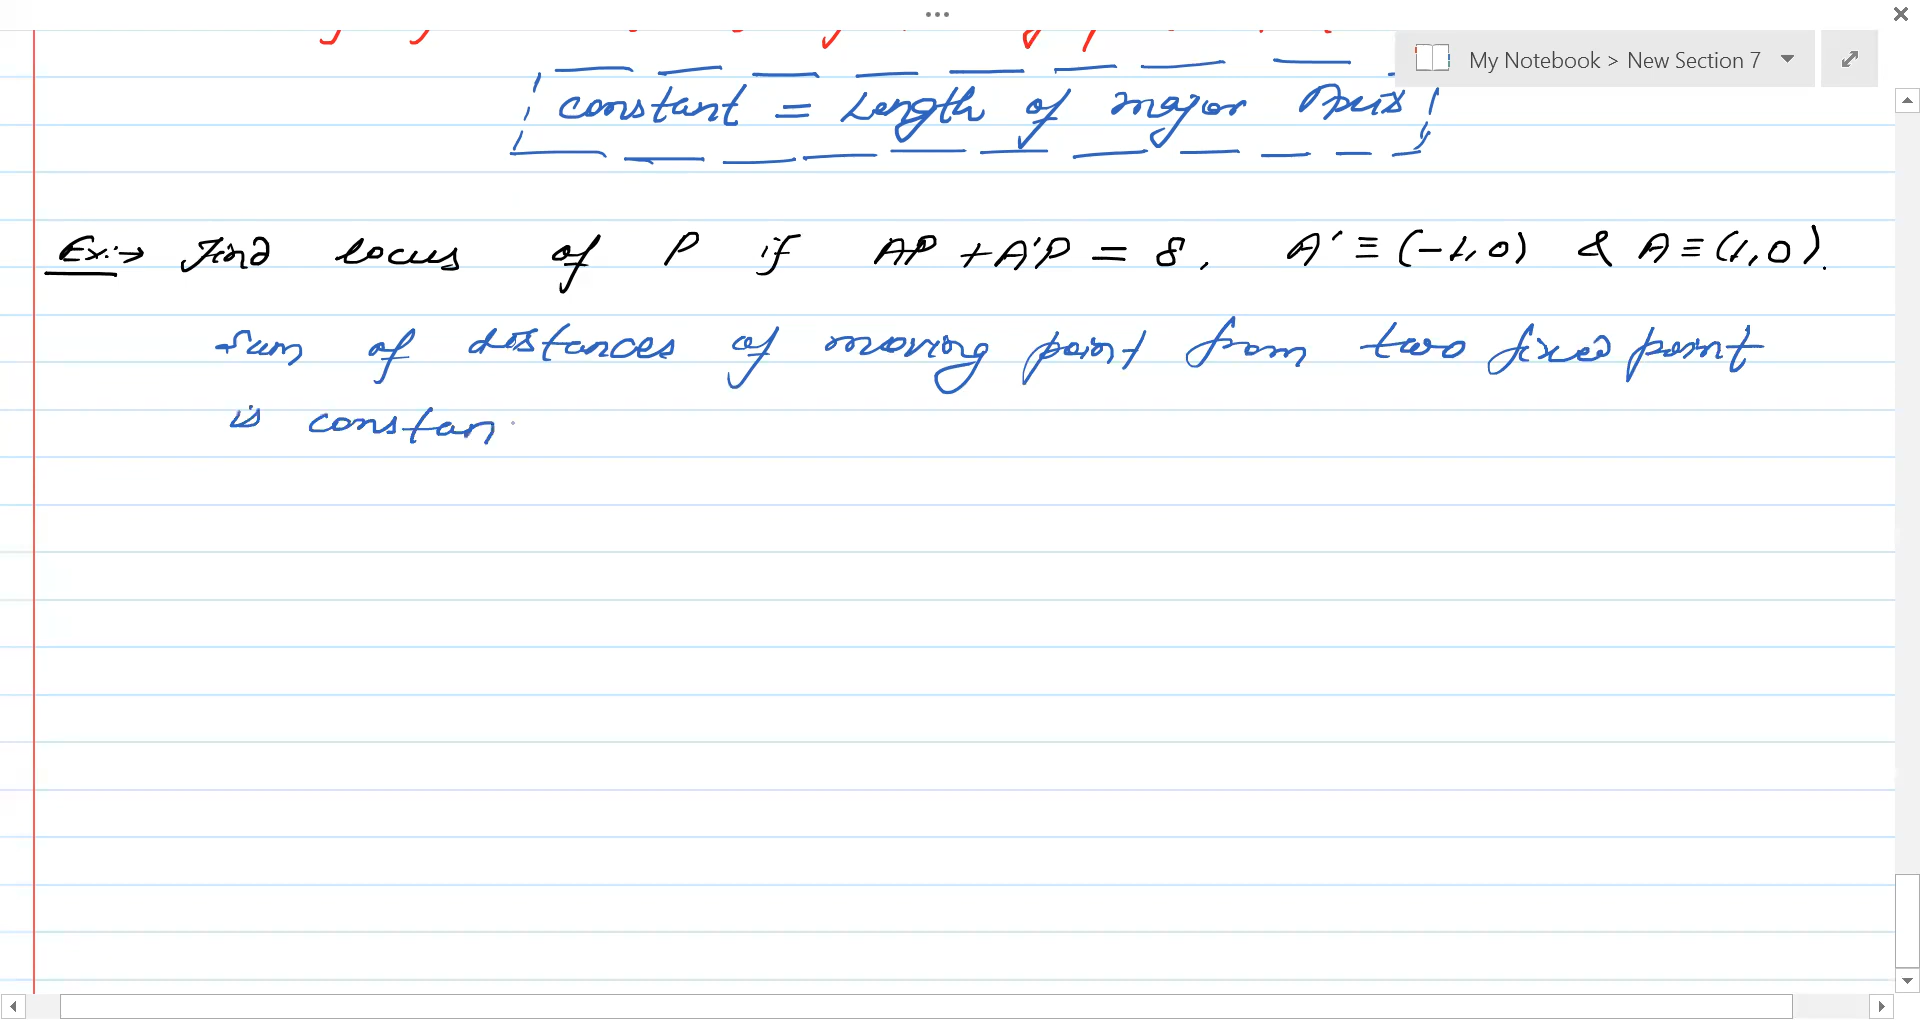 My Notebook > New Section 7
constant = Length of major Axis
Ex:→ Find locus of P if AP + A'P = 8, A' ≡ (-1,0) & A ≡ (1,0).
Sum of distances of moving point from two fixed point
is constan